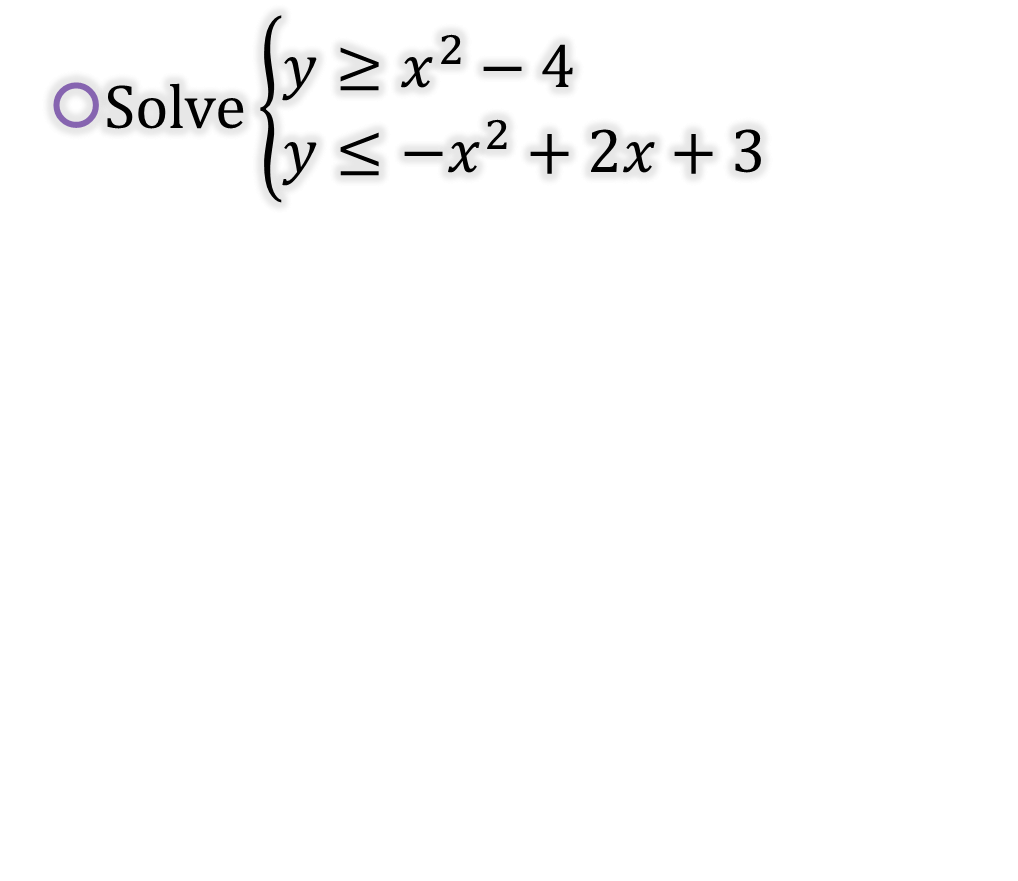 Solve { y ≥ x² − 4
y ≤ −x² + 2x + 3